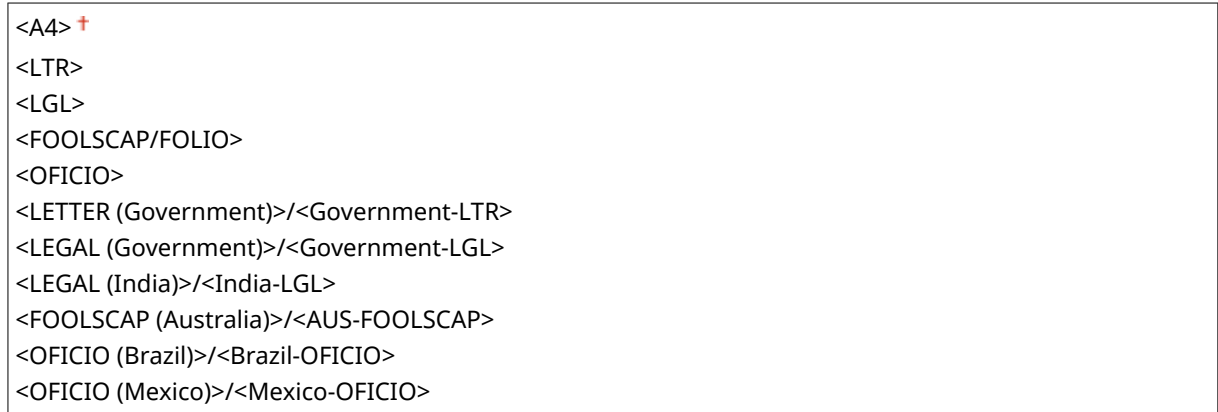 <A4> †
<LTR>
<LGL>
<FOOLSCAP/FOLIO>
<OFICIO>
<LETTER (Government)>/<Government-LTR>
<LEGAL (Government)>/<Government-LGL>
<LEGAL (India)>/<India-LGL>
<FOOLSCAP (Australia)>/<AUS-FOOLSCAP>
<OFICIO (Brazil)>/<Brazil-OFICIO>
<OFICIO (Mexico)>/<Mexico-OFICIO>